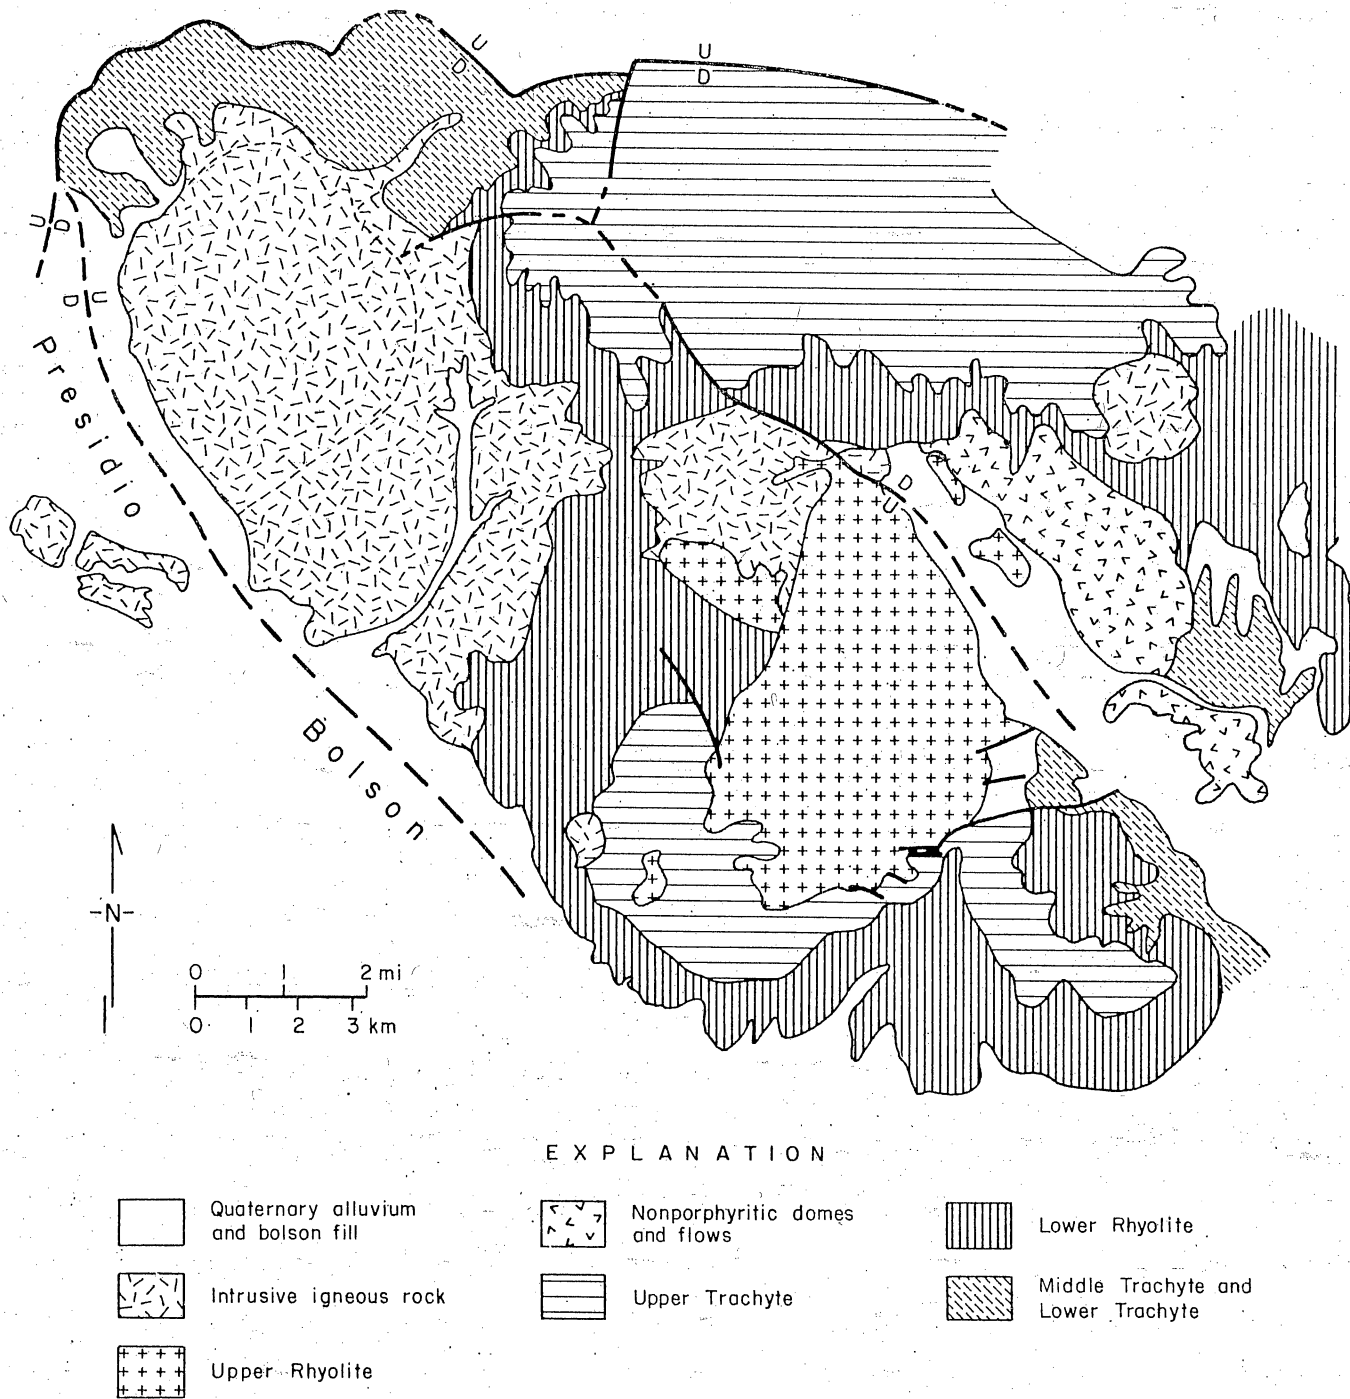 U
D
U
D
U
D
U
D
D
U
Presidio
Bolson
-N-
0 1 2 mi
0 1 2 3 km
EXPLANATION
Quaternary alluvium
and bolson fill
Intrusive igneous rock
Upper Rhyolite
Nonporphyritic domes
and flows
Upper Trachyte
Lower Rhyolite
Middle Trachyte and
Lower Trachyte